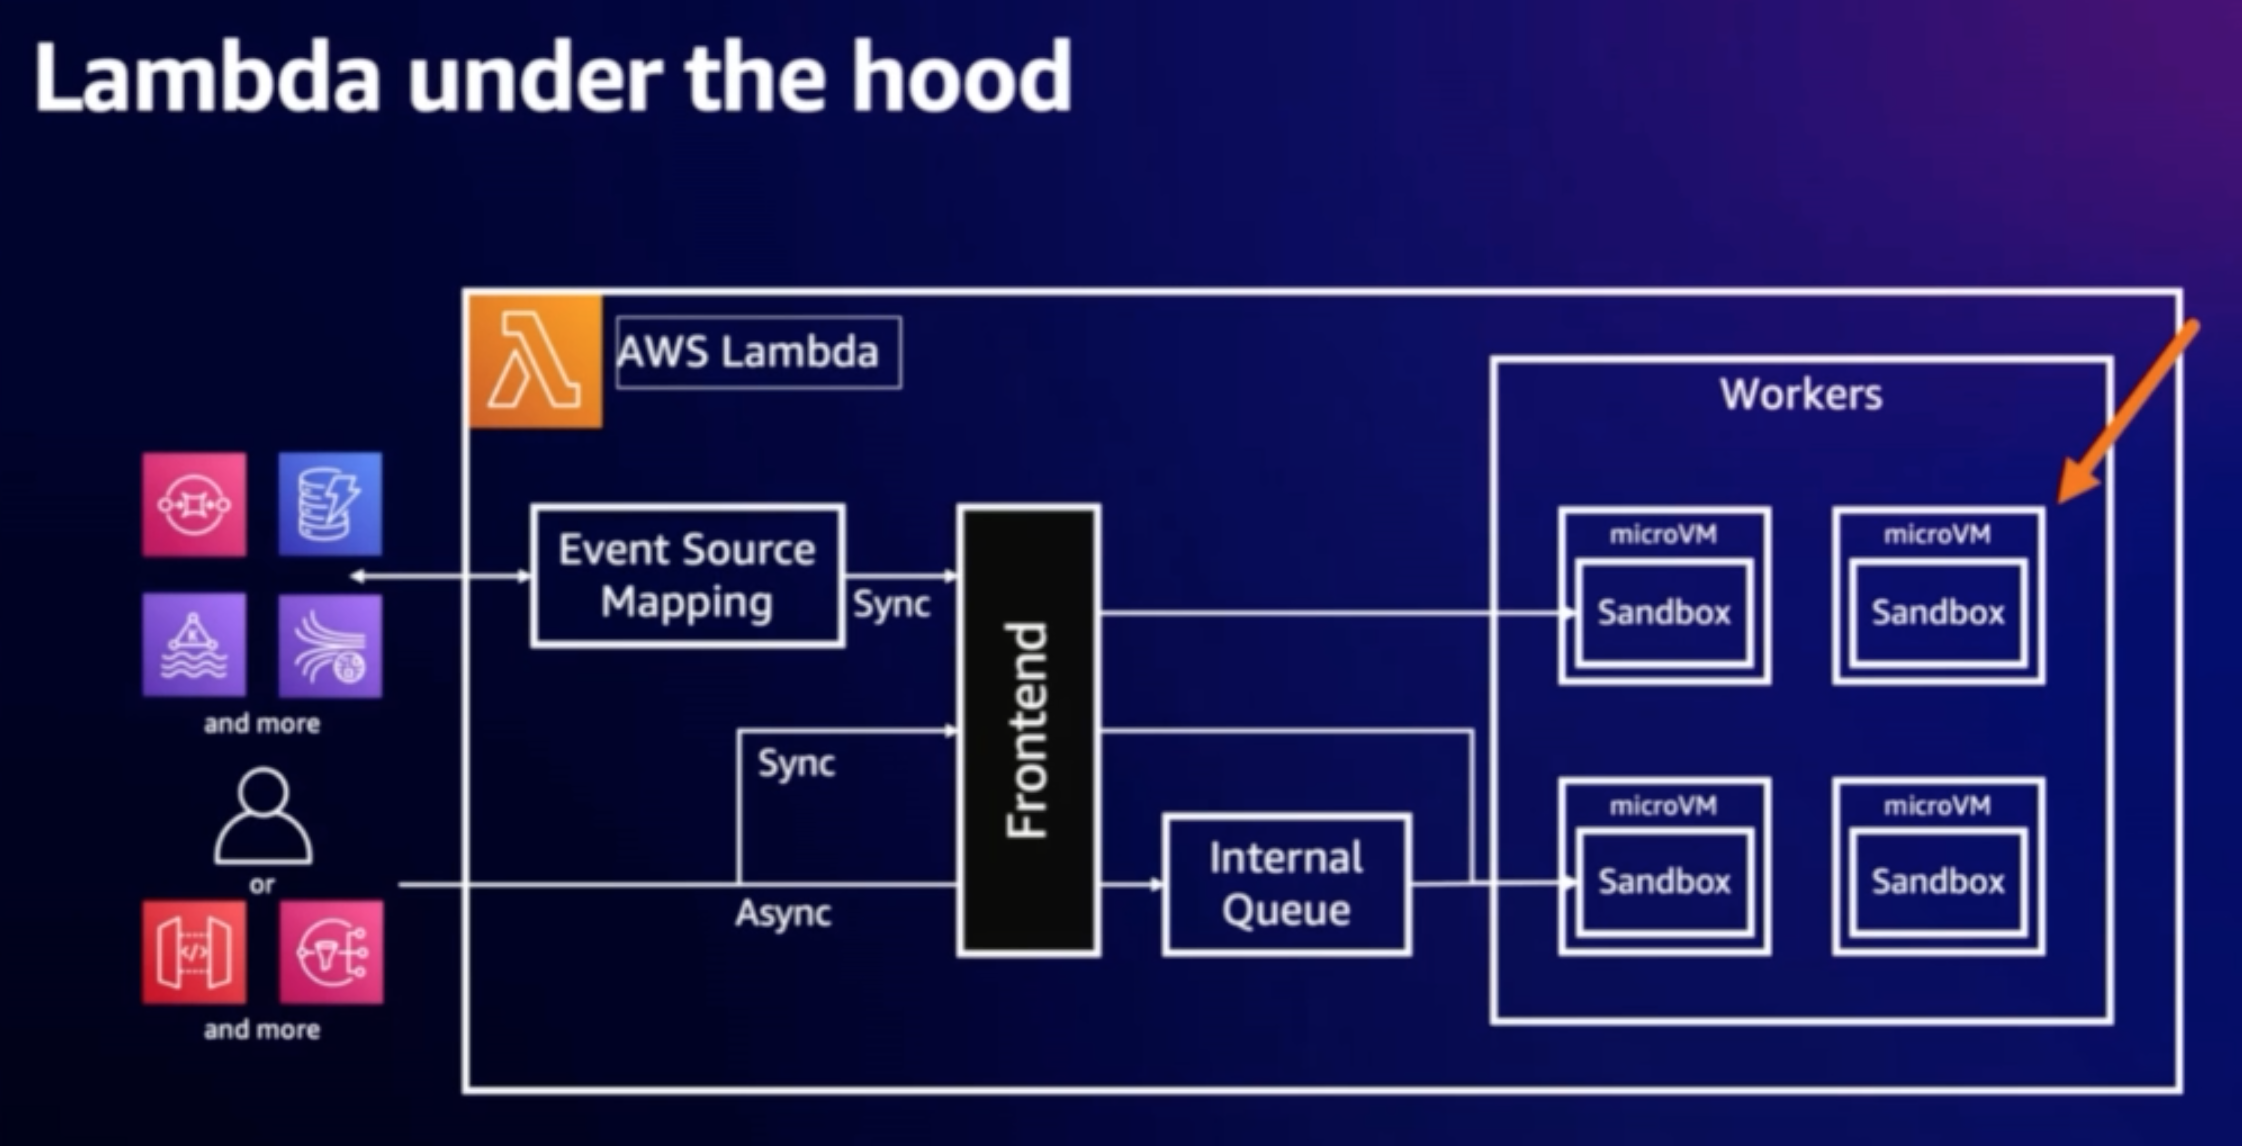 Lambda under the hood
AWS Lambda
Workers
Event Source
Mapping
Sync
Frontend
microVM
Sandbox
microVM
Sandbox
and more
Sync
or
Async
Internal
Queue
microVM
Sandbox
microVM
Sandbox
and more